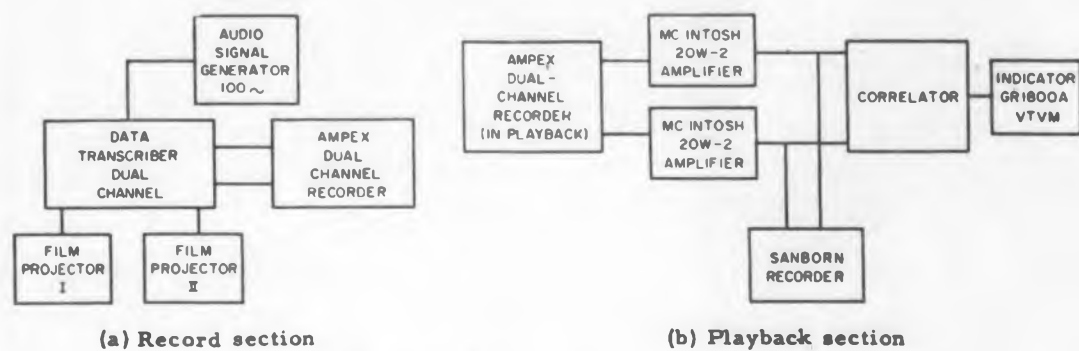 AUDIO
SIGNAL
GENERATOR
100 ~
DATA
TRANSCRIBER
DUAL
CHANNEL
AMPEX
DUAL
CHANNEL
RECORDER
FILM
PROJECTOR
I
FILM
PROJECTOR
II
(a) Record section
AMPEX
DUAL-
CHANNEL
RECORDER
(IN PLAYBACK)
MC INTOSH
20W-2
AMPLIFIER
MC INTOSH
20W-2
AMPLIFIER
CORRELATOR
INDICATOR
GR1800A
VTVM
SANBORN
RECORDER
(b) Playback section